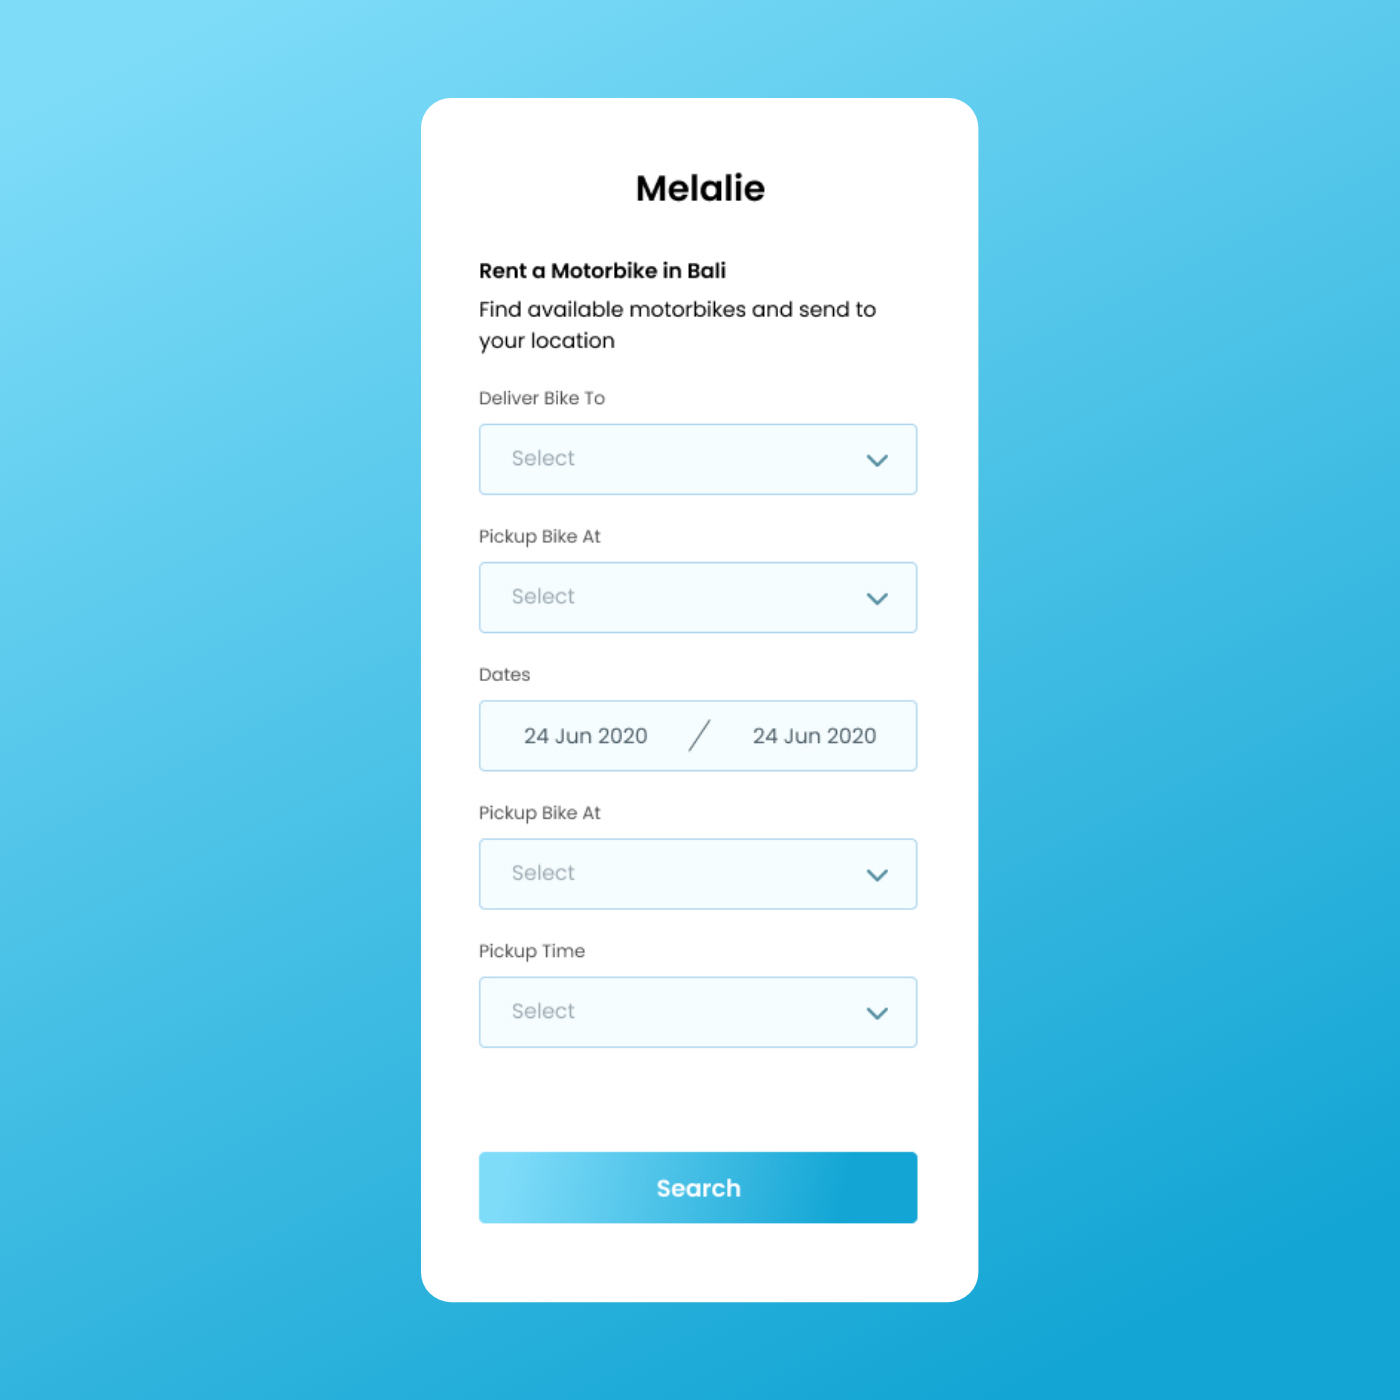 Melalie
Rent a Motorbike in Bali
Find available motorbikes and send to
your location
Deliver Bike To
Select
Pickup Bike At
Select
Dates
24 Jun 2020 / 24 Jun 2020
Pickup Bike At
Select
Pickup Time
Select
Search